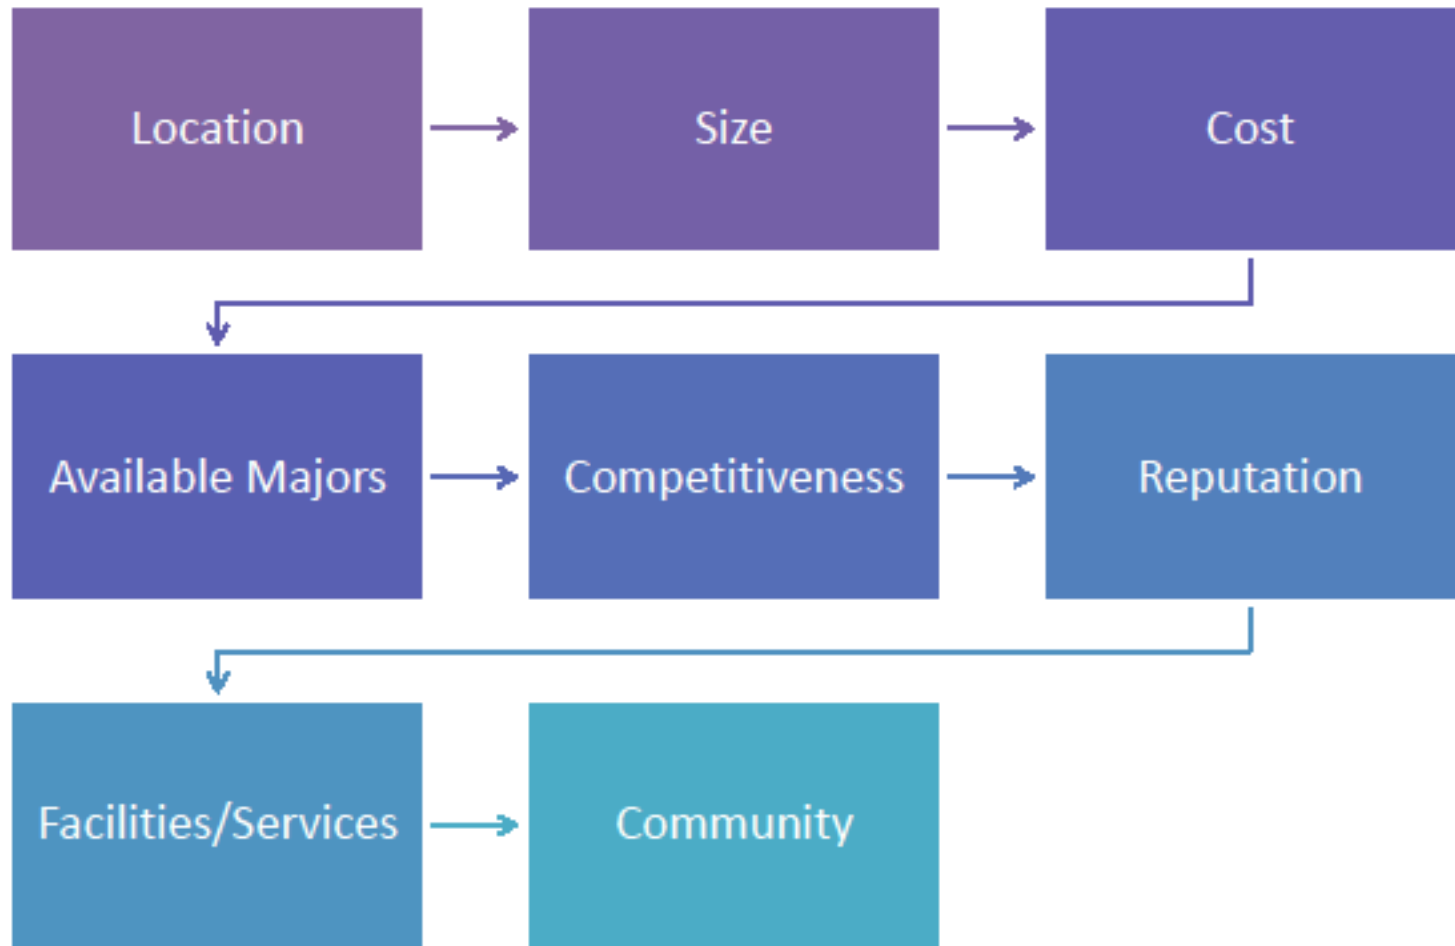 Location
Size
Cost
Available Majors
Competitiveness
Reputation
Facilities/Services
Community